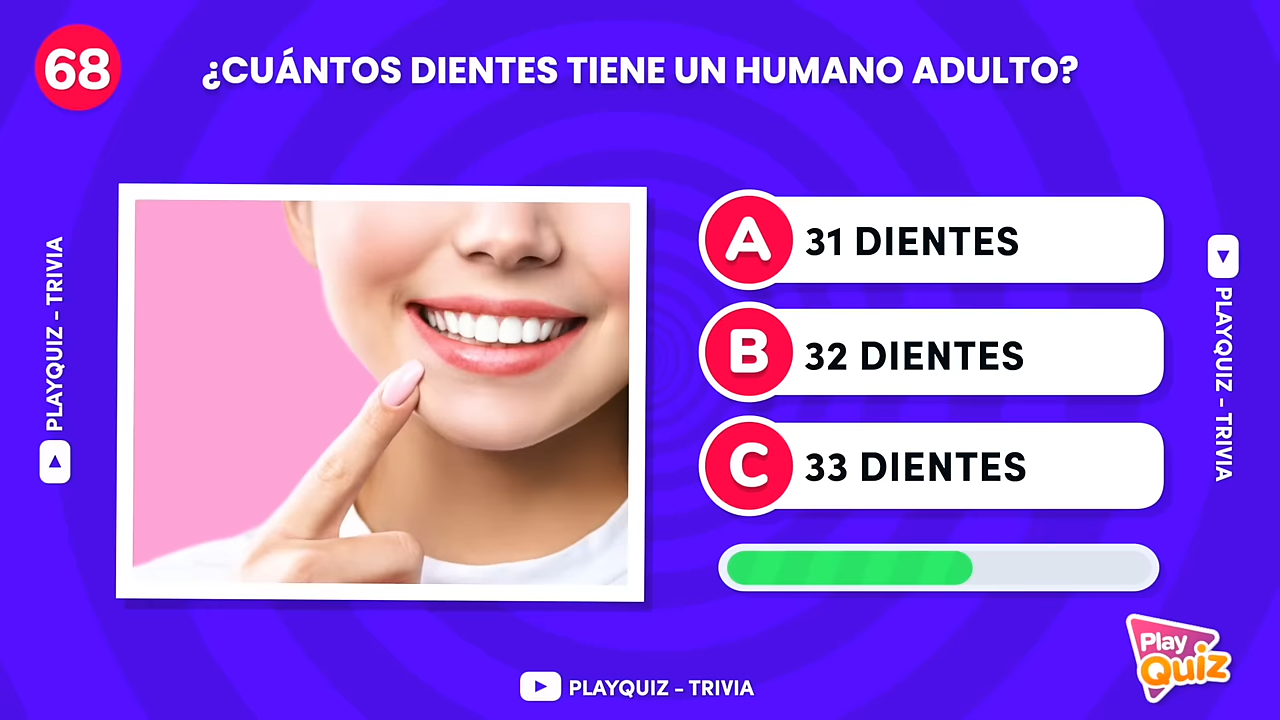 68
¿CUÁNTOS DIENTES TIENE UN HUMANO ADULTO?
PLAYQUIZ - TRIVIA
A 31 DIENTES
B 32 DIENTES
C 33 DIENTES
PLAYQUIZ - TRIVIA
PLAYQUIZ - TRIVIA
Play
Quiz